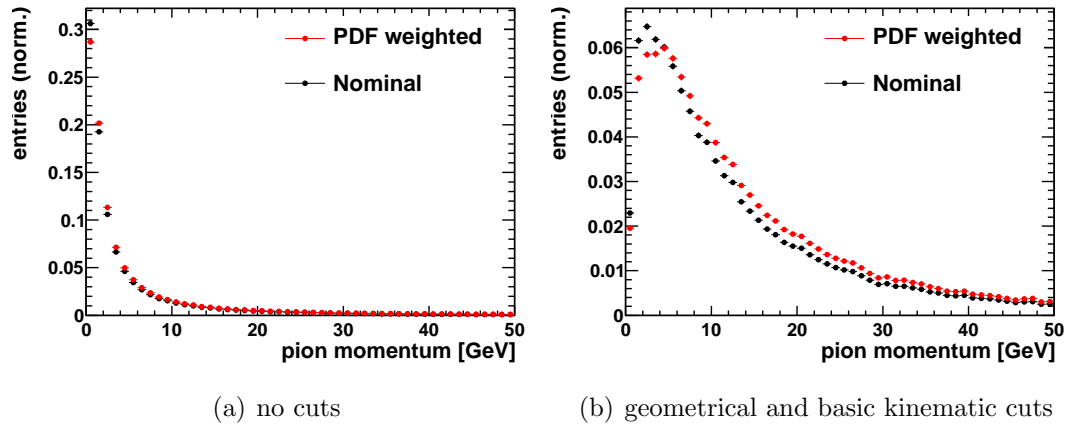 entries (norm.)
0.3
0.25
0.2
0.15
0.1
0.05
0
PDF weighted
Nominal
0 10 20 30 40 50
pion momentum [GeV]
(a) no cuts
entries (norm.)
0.06
0.05
0.04
0.03
0.02
0.01
0
PDF weighted
Nominal
0 10 20 30 40 50
pion momentum [GeV]
(b) geometrical and basic kinematic cuts